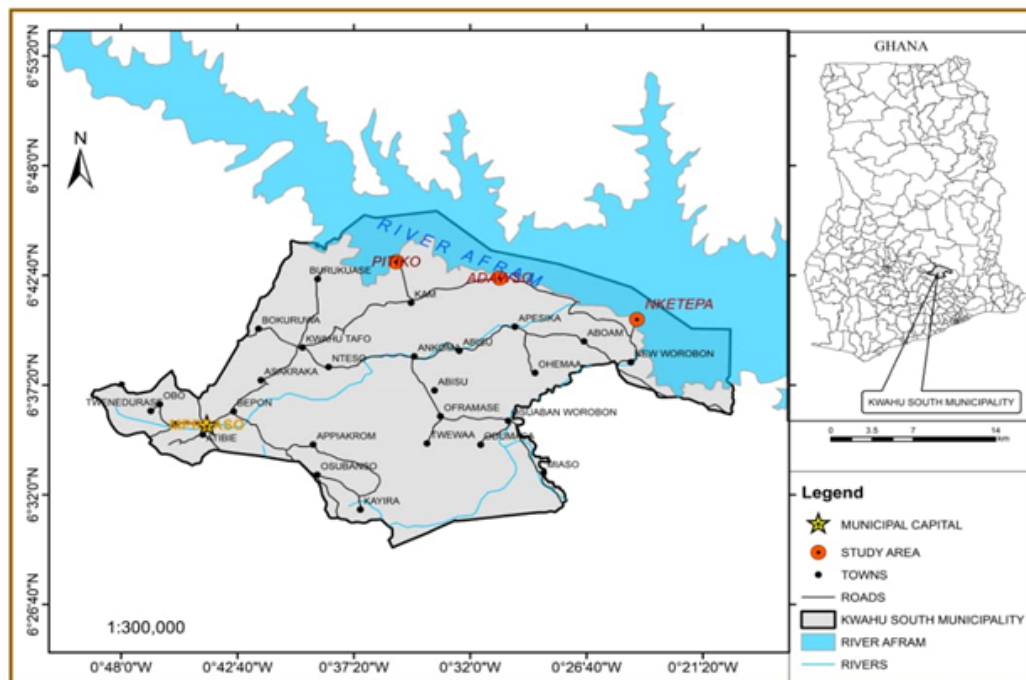 6°53'20"N
6°48'0"N
6°42'40"N
6°37'20"N
6°32'0"N
6°26'40"N
N
RIVER AFRAM
PITIKO
ADAWSO
BURUKUASE
KAM
NKETEPA
BOKURUWA
APESIKA
KWAHU TAFO
ABOAM
ANKOMA
ABISU
NTESO
NEW WOROBON
OHEMAA
ASAKRAKA
ABISU
OBO
TWENEDURASE
BEPON
OFRAMASE
ASUABAN WOROBON
MPRAESO
ATIBIE
APPIAKROM
TWEWAA
ODUMASA
OSUBANSO
MIASO
KAYIRA
1:300,000
0°48'0"W
0°42'40"W
0°37'20"W
0°32'0"W
0°26'40"W
0°21'20"W
GHANA
KWAHU SOUTH MUNICIPALITY
0 3.5 7 14
km
Legend
MUNICIPAL CAPITAL
STUDY AREA
TOWNS
ROADS
KWAHU SOUTH MUNICIPALITY
RIVER AFRAM
RIVERS